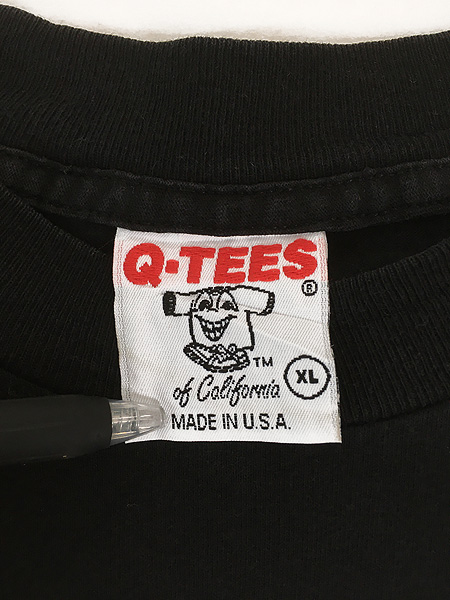 Q-TEES
®
TM
of California
XL
MADE IN U.S.A.